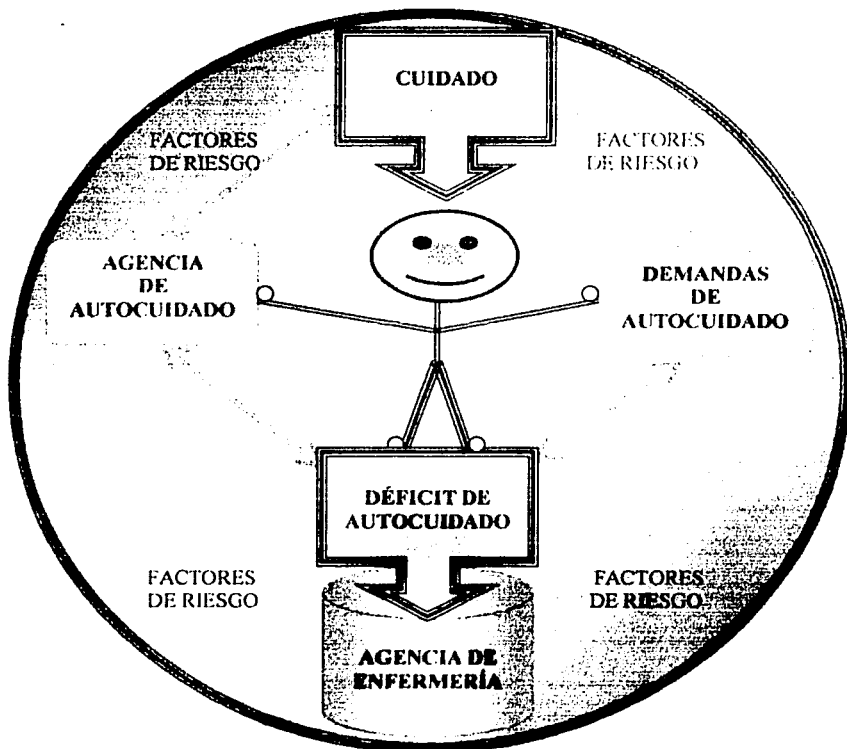 CUIDADO
FACTORES
DE RIESGO
FACTORES
DE RIESGO
AGENCIA
DE
AUTOCUIDADO
DEMANDAS
DE
AUTOCUIDADO
DÉFICIT DE
AUTOCUIDADO
FACTORES
DE RIESGO
FACTORES
DE RIESGO
AGENCIA DE
ENFERMERÍA